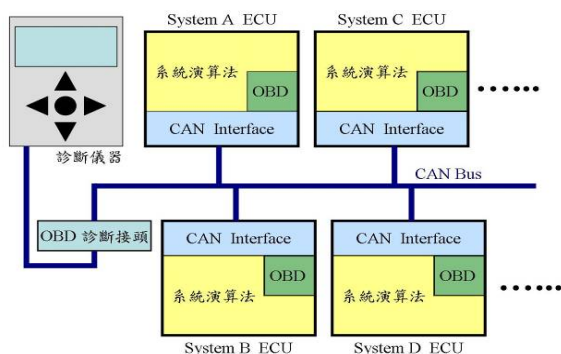 System A ECU
System C ECU
系統演算法
OBD
CAN Interface
系統演算法
OBD
CAN Interface
診斷儀器
CAN Bus
OBD 診斷接頭
CAN Interface
OBD
系統演算法
CAN Interface
OBD
系統演算法
System B ECU
System D ECU